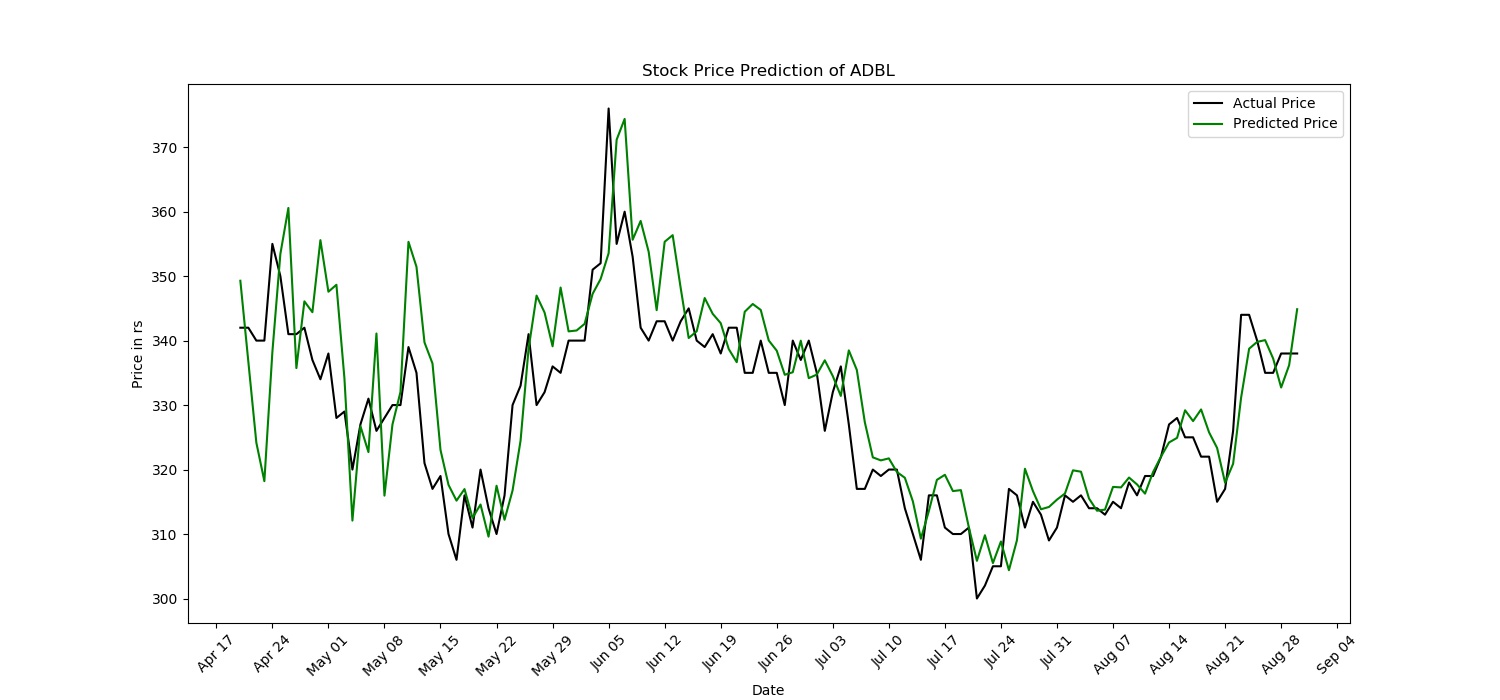 Stock Price Prediction of ADBL
Actual Price
Predicted Price
Price in rs
370
360
350
340
330
320
310
300
Apr 17
Apr 24
May 01
May 08
May 15
May 22
May 29
Jun 05
Jun 12
Jun 19
Jun 26
Jul 03
Jul 10
Jul 17
Jul 24
Jul 31
Aug 07
Aug 14
Aug 21
Aug 28
Sep 04
Date